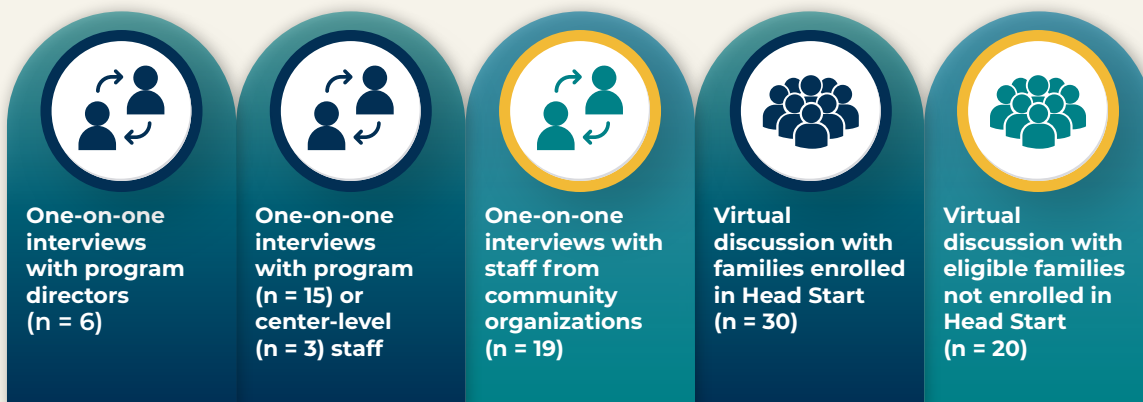 One-on-one
interviews
with program
directors
(n = 6)
One-on-one
interviews
with program
(n = 15) or
center-level
(n = 3) staff
One-on-one
interviews with
staff from
community
organizations
(n = 19)
Virtual
discussion with
families enrolled
in Head Start
(n = 30)
Virtual
discussion with
eligible families
not enrolled in
Head Start
(n = 20)